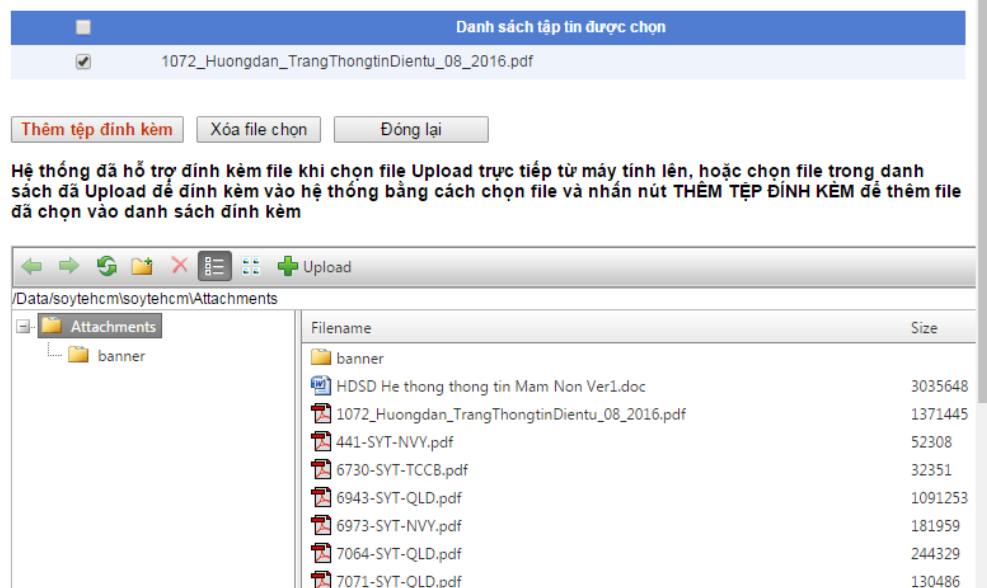 Danh sách tập tin được chọn
1072_Huongdan_TrangThongtinDientu_08_2016.pdf
Thêm tệp đính kèm Xóa file chọn Đóng lại
Hệ thống đã hỗ trợ đính kèm file khi chọn file Upload trực tiếp từ máy tính lên, hoặc chọn file trong danh
sách đã Upload để đính kèm vào hệ thống bằng cách chọn file và nhấn nút THÊM TỆP ĐÍNH KÈM để thêm file
đã chọn vào danh sách đính kèm
Upload
/Data/soytehcm\soytehcm\Attachments
Attachments
banner
Filename Size
banner
HDSD He thong thong tin Mam Non Ver1.doc 3035648
1072_Huongdan_TrangThongtinDientu_08_2016.pdf 1371445
441-SYT-NVY.pdf 52308
6730-SYT-TCCB.pdf 32351
6943-SYT-QLD.pdf 1091253
6973-SYT-NVY.pdf 181959
7064-SYT-QLD.pdf 244329
7071-SYT-QLD.pdf 130486